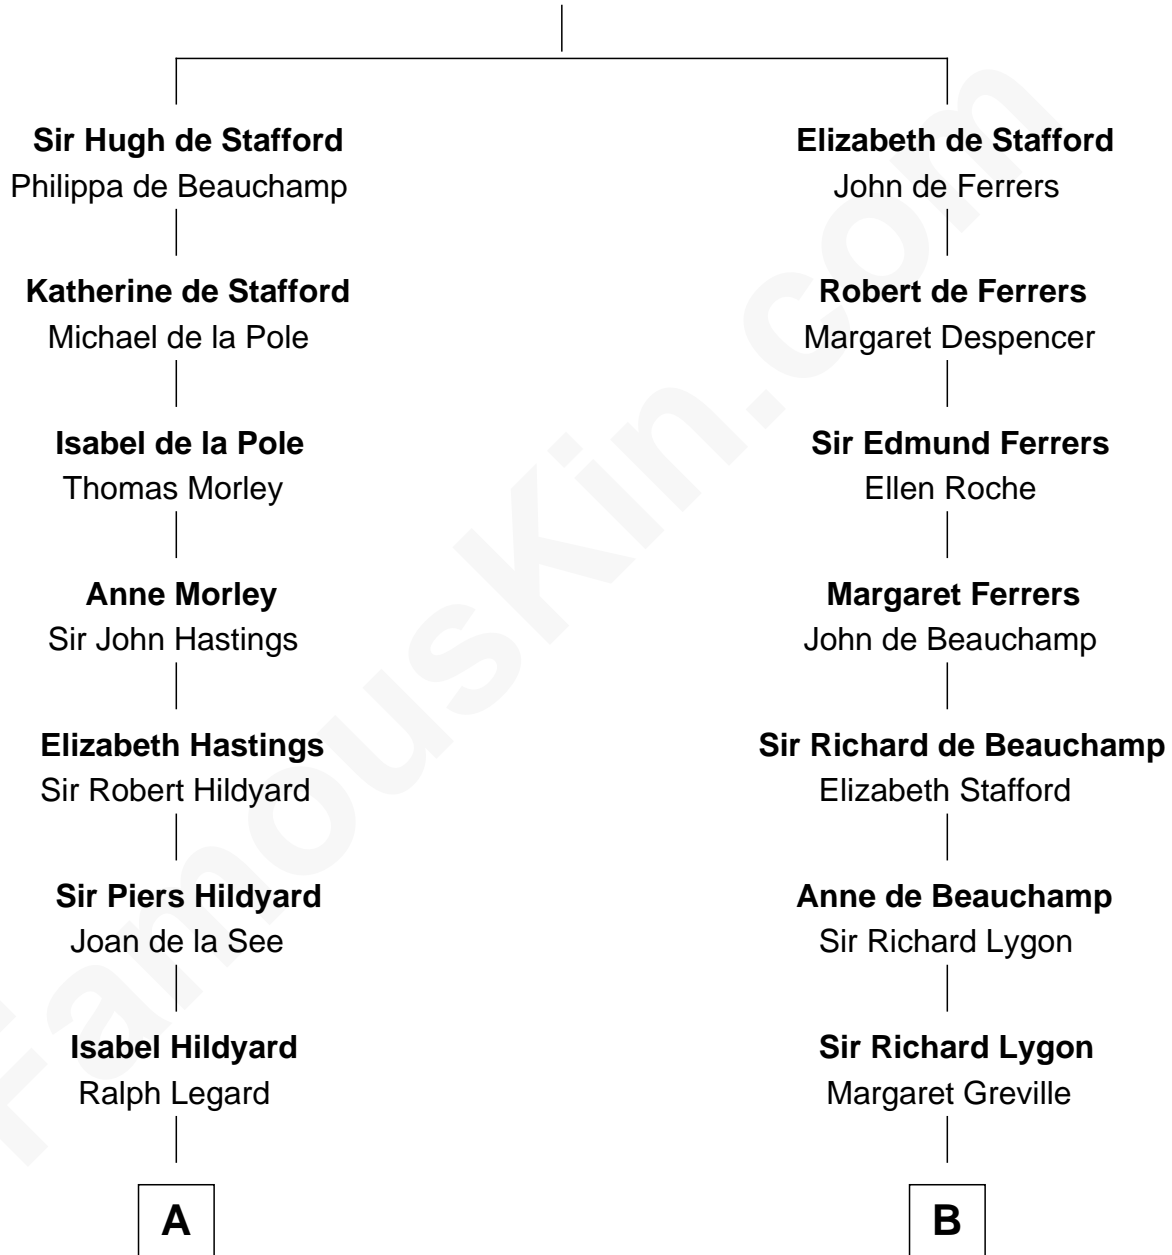 Sir Hugh de Stafford
Philippa de Beauchamp
Katherine de Stafford
Michael de la Pole
Isabel de la Pole
Thomas Morley
Anne Morley
Sir John Hastings
Elizabeth Hastings
Sir Robert Hildyard
Sir Piers Hildyard
Joan de la See
Isabel Hildyard
Ralph Legard
A
Elizabeth de Stafford
John de Ferrers
Robert de Ferrers
Margaret Despencer
Sir Edmund Ferrers
Ellen Roche
Margaret Ferrers
John de Beauchamp
Sir Richard de Beauchamp
Elizabeth Stafford
Anne de Beauchamp
Sir Richard Lygon
Sir Richard Lygon
Margaret Greville
B
FamousKin.com